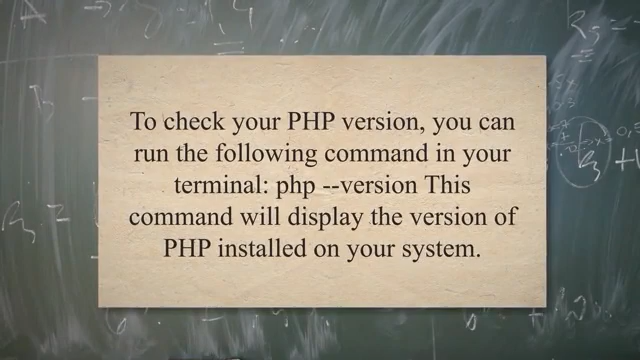 To check your PHP version, you can
run the following command in your
terminal: php --version This
command will display the version of
PHP installed on your system.